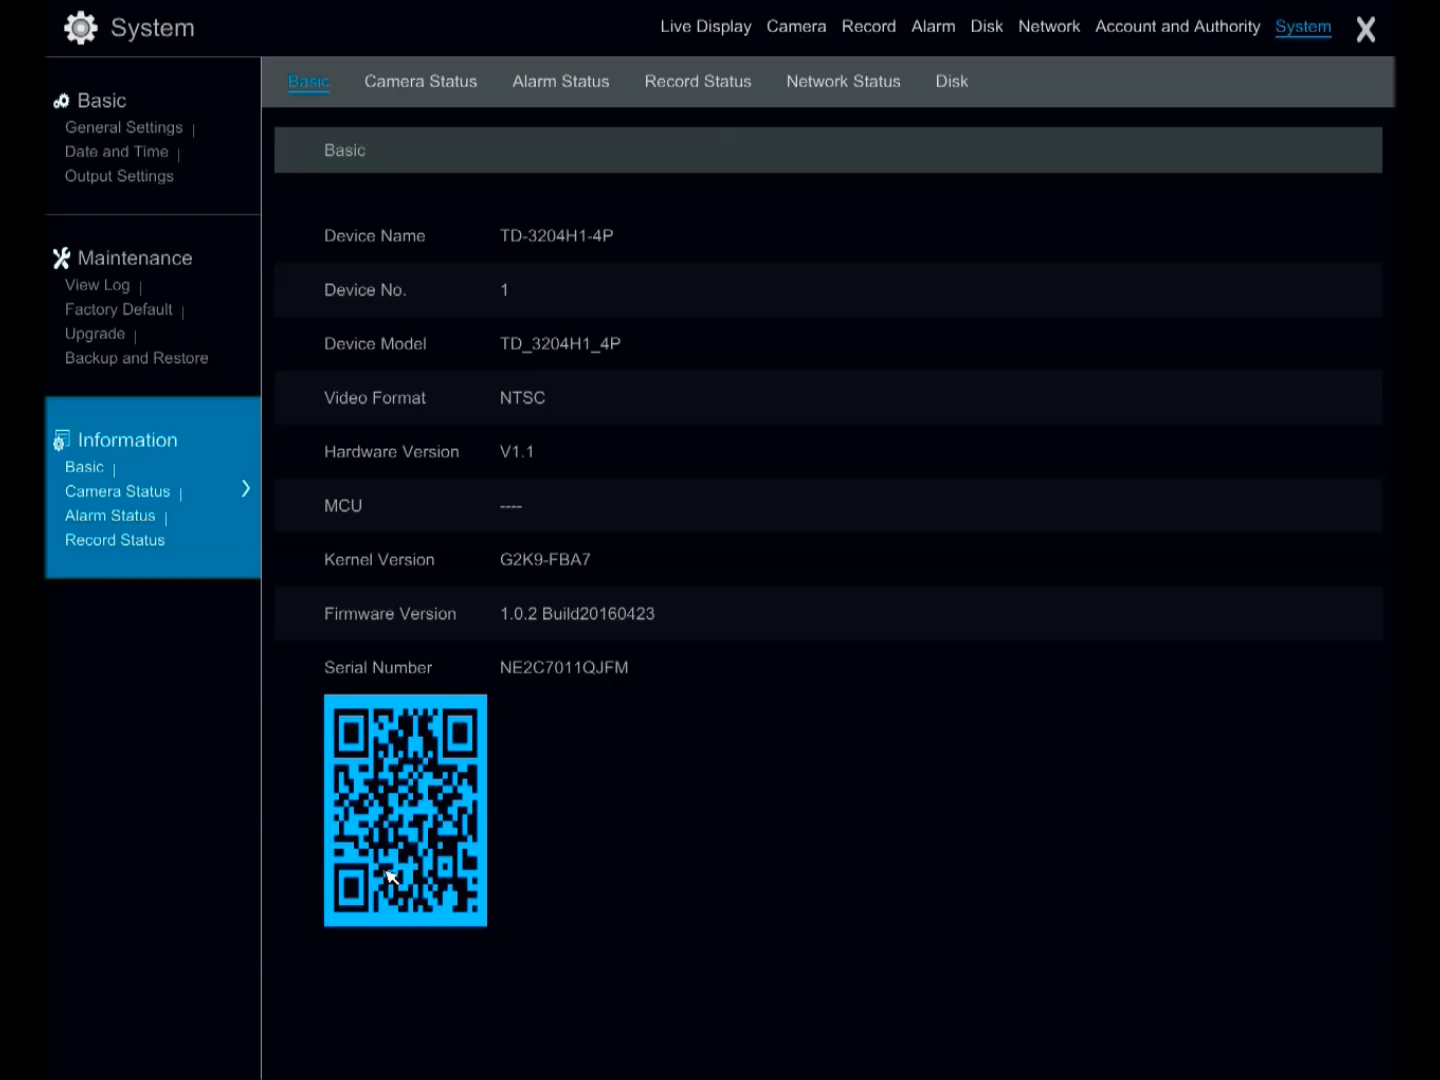 System
Live Display Camera Record Alarm Disk Network Account and Authority System X
Basic Camera Status Alarm Status Record Status Network Status Disk
Basic
General Settings |
Date and Time |
Output Settings
Maintenance
View Log |
Factory Default |
Upgrade |
Backup and Restore
Information
Basic |
Camera Status |
Alarm Status |
Record Status
Basic
Device Name TD-3204H1-4P
Device No. 1
Device Model TD_3204H1_4P
Video Format NTSC
Hardware Version V1.1
MCU ----
Kernel Version G2K9-FBA7
Firmware Version 1.0.2 Build20160423
Serial Number NE2C7011QJFM